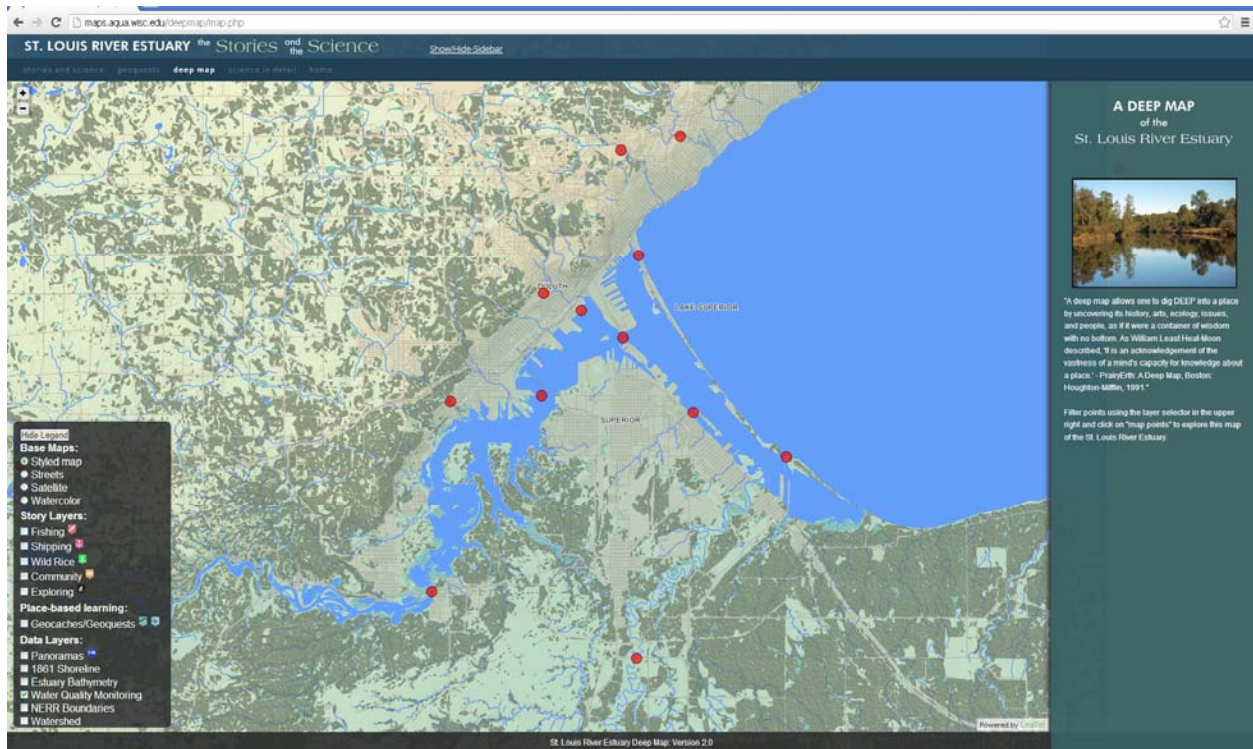 maps.aqua.wisc.edu/deepmap/map.php
ST. LOUIS RIVER ESTUARY the Stories and the Science
Show/Hide Sidebar
stories and science geoquests deep map science in detail home
+
-
DULUTH
LAKE SUPERIOR
SUPERIOR
Hide Legend
Base Maps:
Styled map
Streets
Satellite
Watercolor
Story Layers:
Fishing
Shipping
Wild Rice
Community
Exploring
Place-based learning:
Geocaches/Geoquests
Data Layers:
Panoramas
1861 Shoreline
Estuary Bathymetry
Water Quality Monitoring
NERR Boundaries
Watershed
Powered by Leaflet
St. Louis River Estuary Deep Map: Version 2.0
A DEEP MAP
of the
St. Louis River Estuary
"A deep map allows one to dig DEEP into a place
by uncovering its history, arts, ecology, issues,
and people, as if it were a container of wisdom
with no bottom. As William Least Heat-Moon
described, 'It is an acknowledgement of the
vastness of a mind's capacity for knowledge about
a place.' - PrairyErth: A Deep Map, Boston:
Houghton-Mifflin, 1991."
Filter points using the layer selector in the upper
right and click on "map points" to explore this map
of the St. Louis River Estuary.